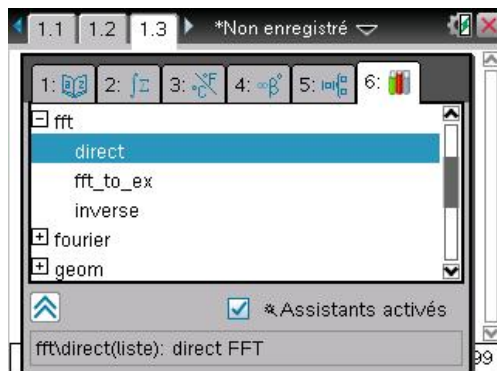 1.1 1.2 1.3 *Non enregistré
1: 2: ∫Σ 3: °C°F 4: ∞β° 5: 6:
fft
direct
fft_to_ex
inverse
fourier
geom
Assistants activés
fft\direct(liste): direct FFT
99